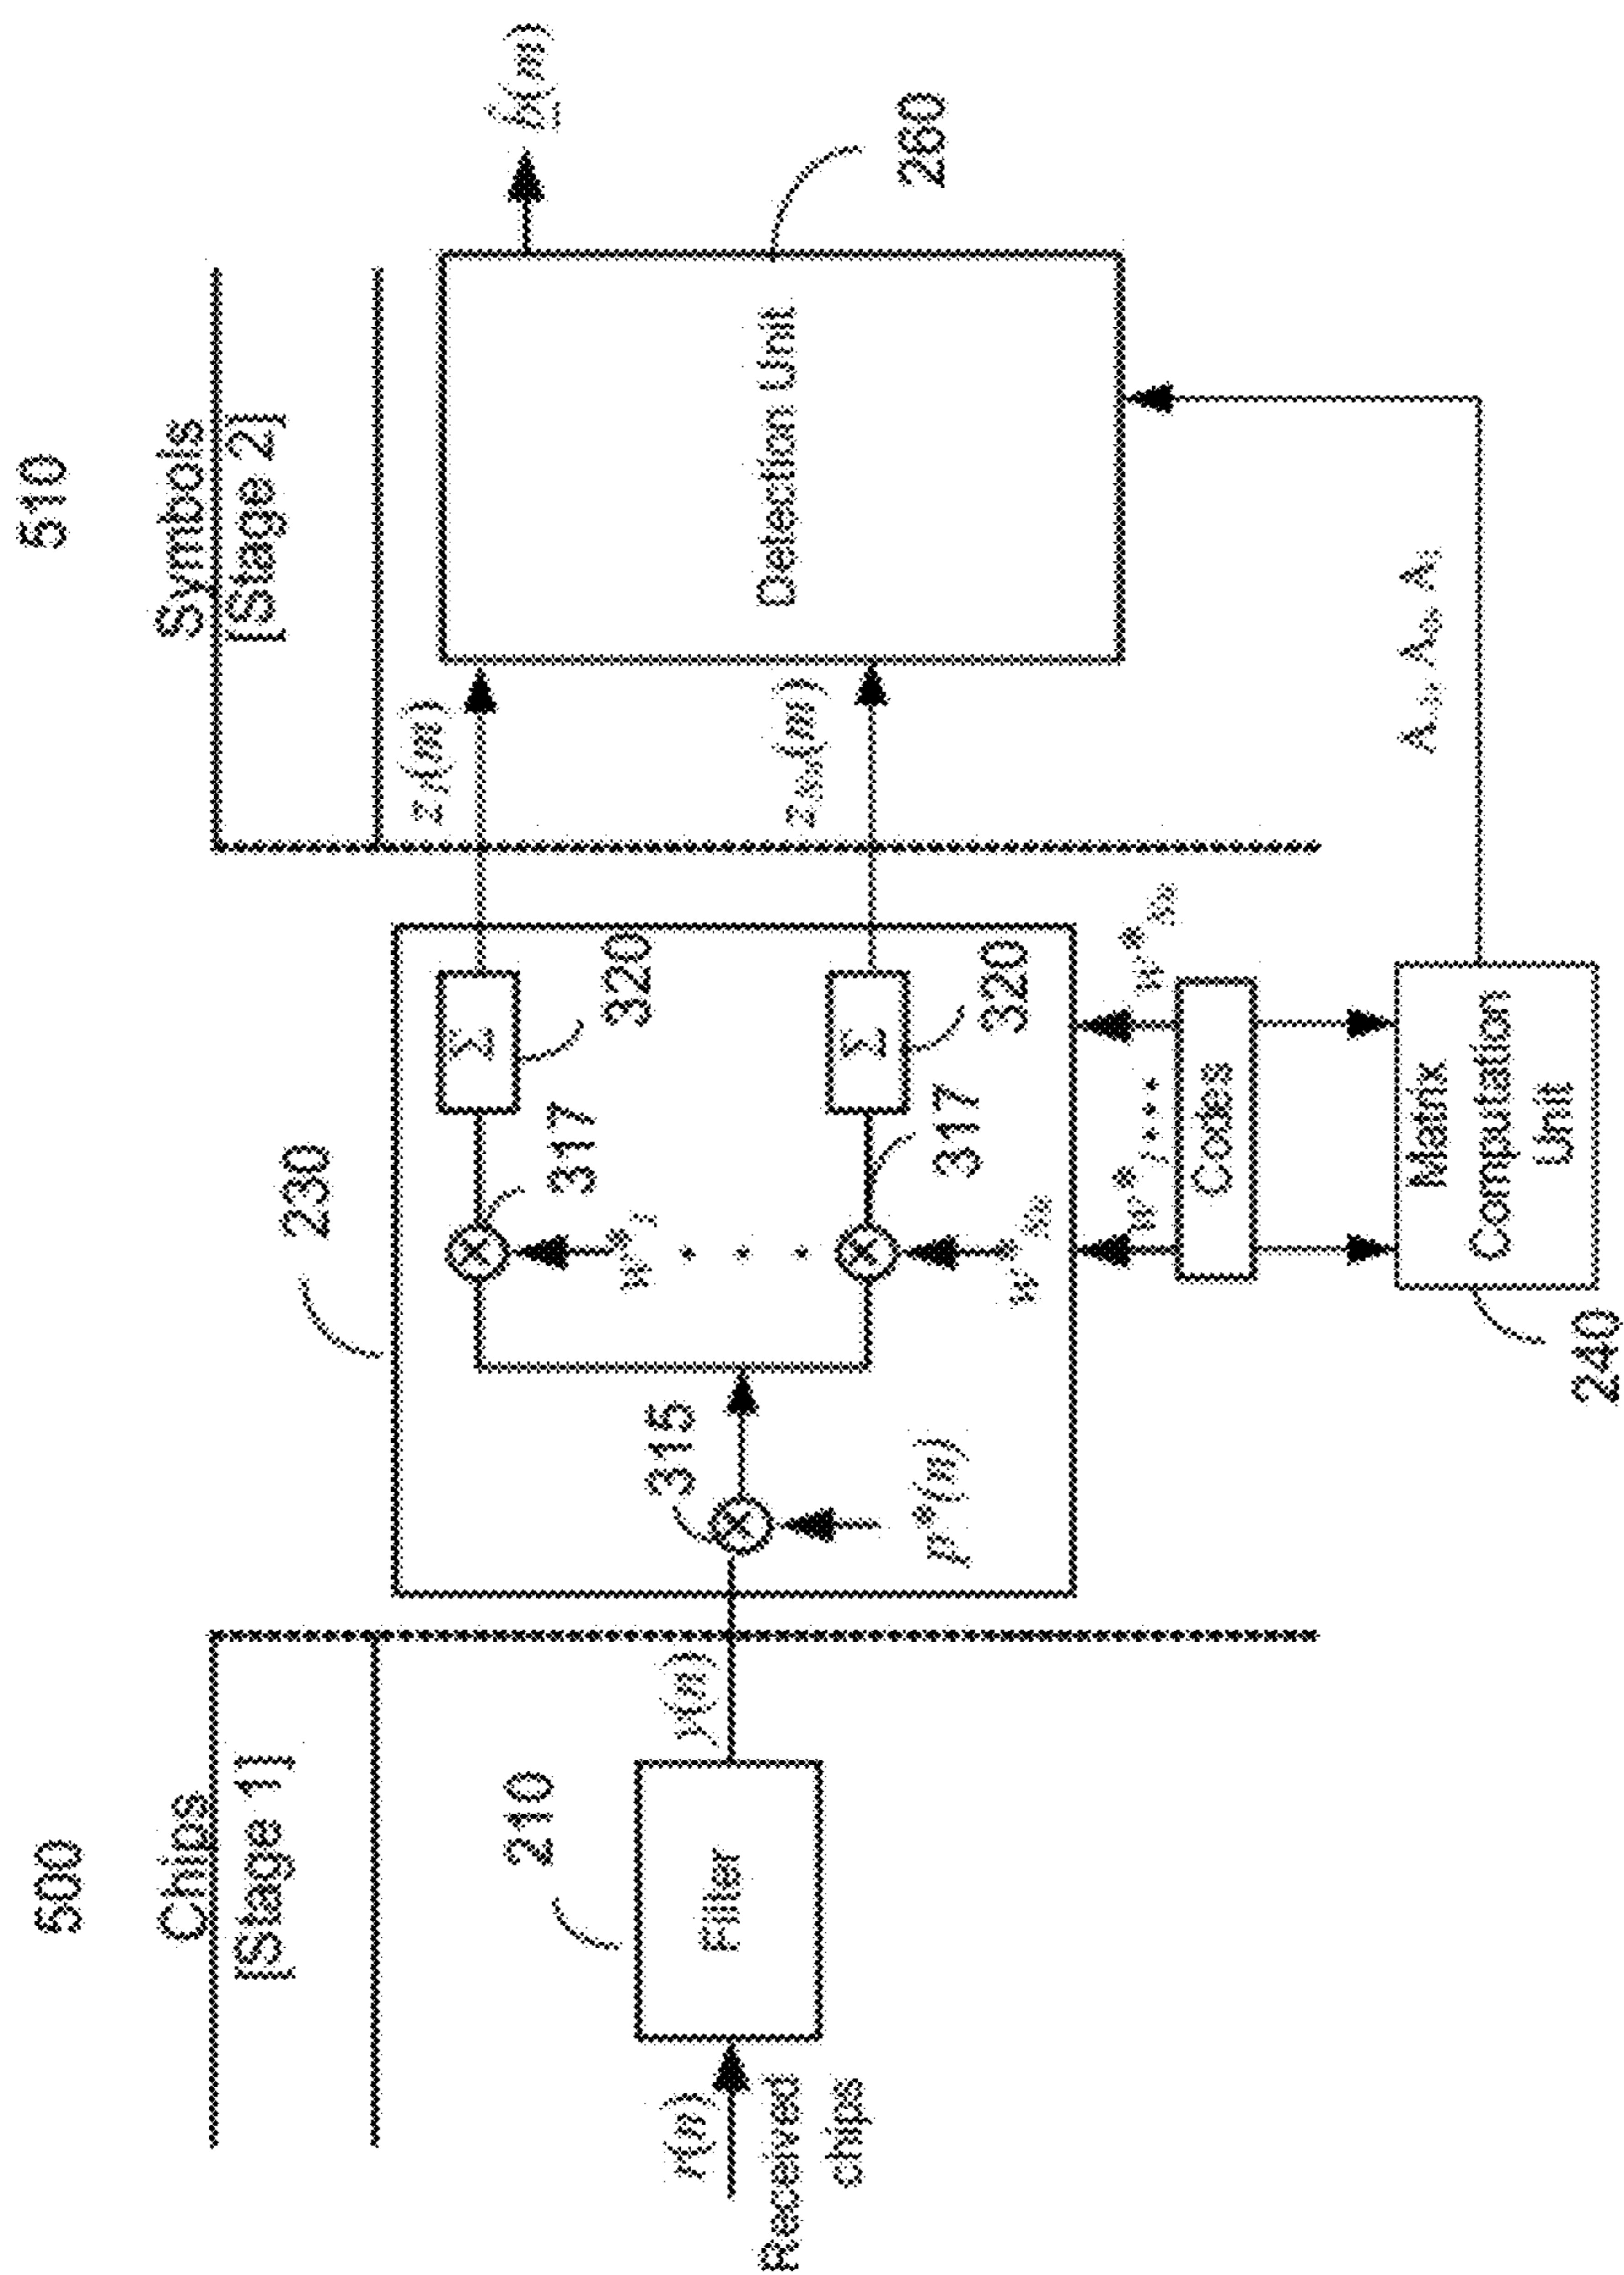 500
510
Chips
[Stage 1]
Symbols
[Stage 2]
230
210
r(n)
Received
chips
Filter
y(n)
315
p*(n)
317
w*
Σ
320
. . .
317
w*
Σ
320
z (m)
z (m)
Detection Unit
b̂(m)
260
w* .... w*
Codes
Matrix
Computation
Unit
240